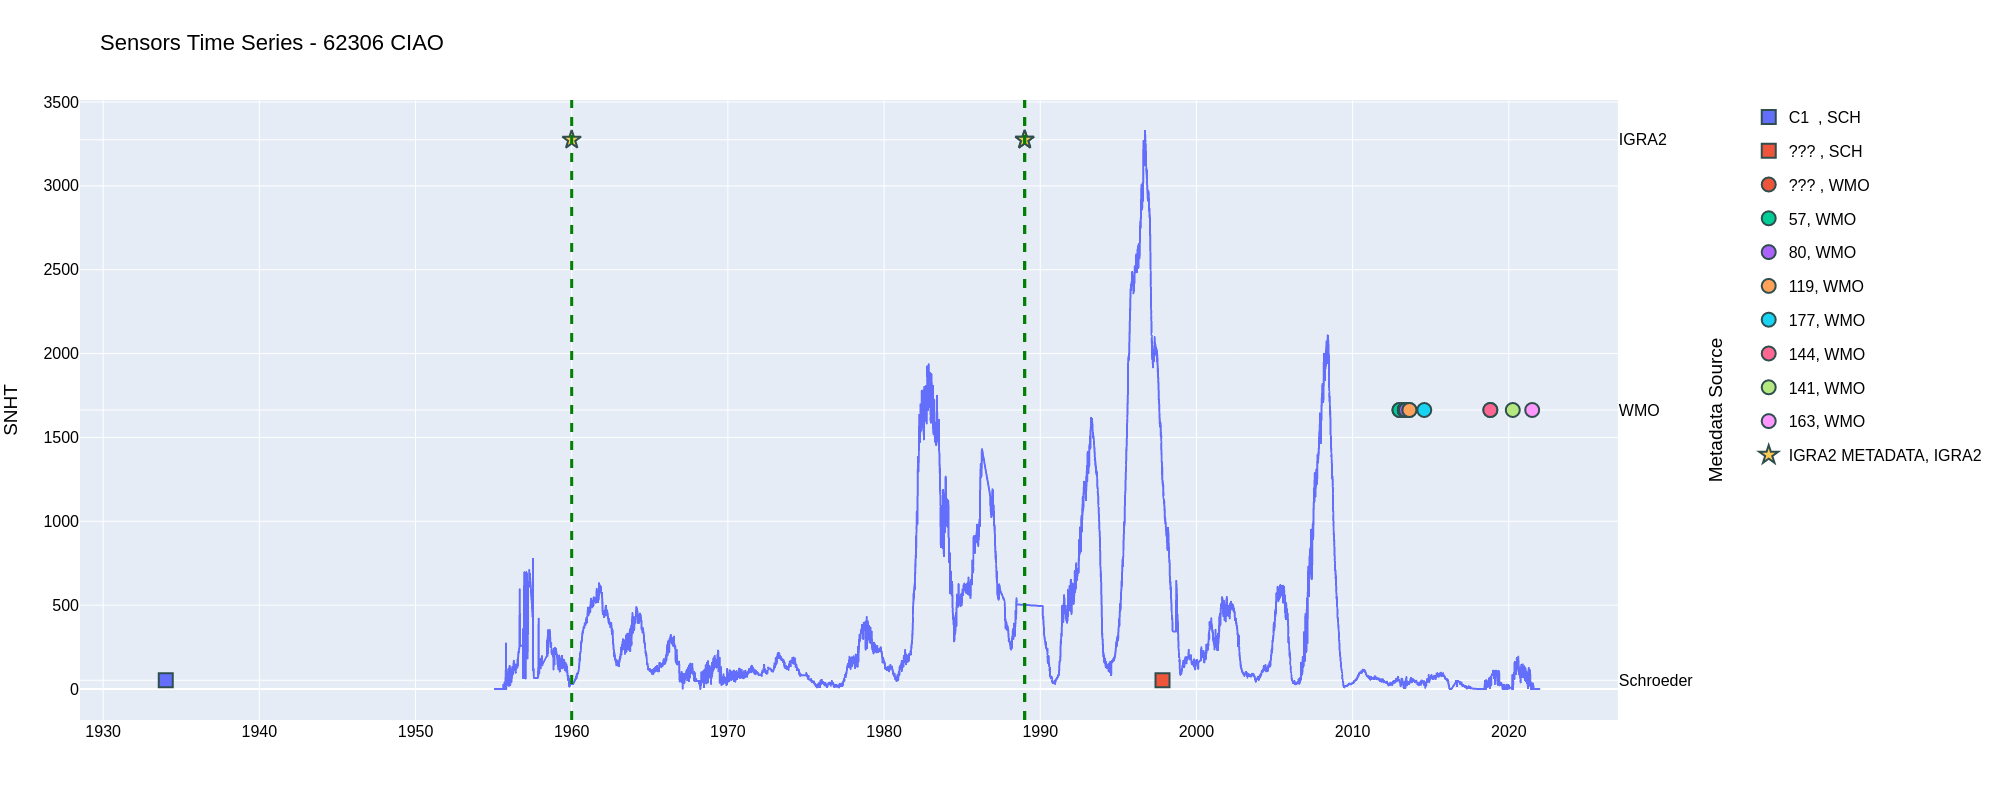 Sensors Time Series - 62306 CIAO
3500
3000
2500
2000
1500
1000
500
0
SNHT
1930
1940
1950
1960
1970
1980
1990
2000
2010
2020
IGRA2
WMO
Schroeder
Metadata Source
C1  , SCH
??? , SCH
??? , WMO
57, WMO
80, WMO
119, WMO
177, WMO
144, WMO
141, WMO
163, WMO
IGRA2 METADATA, IGRA2